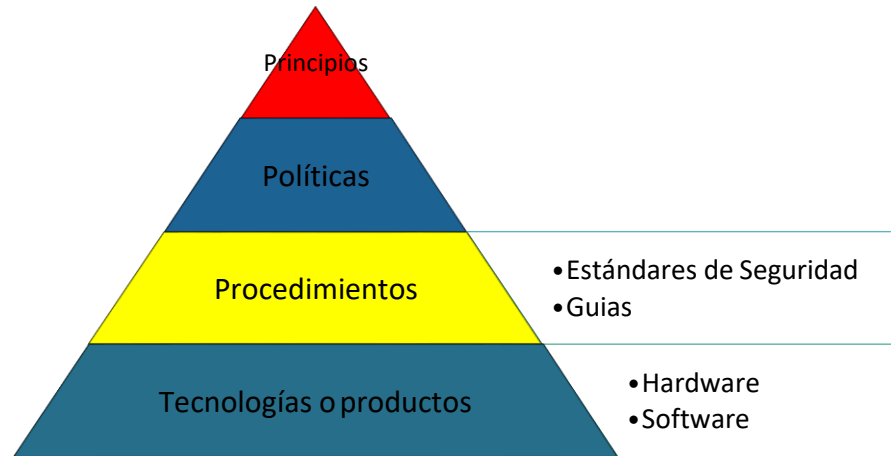 Principios
Políticas
Procedimientos
•Estándares de Seguridad
•Guias
Tecnologías o productos
•Hardware
•Software